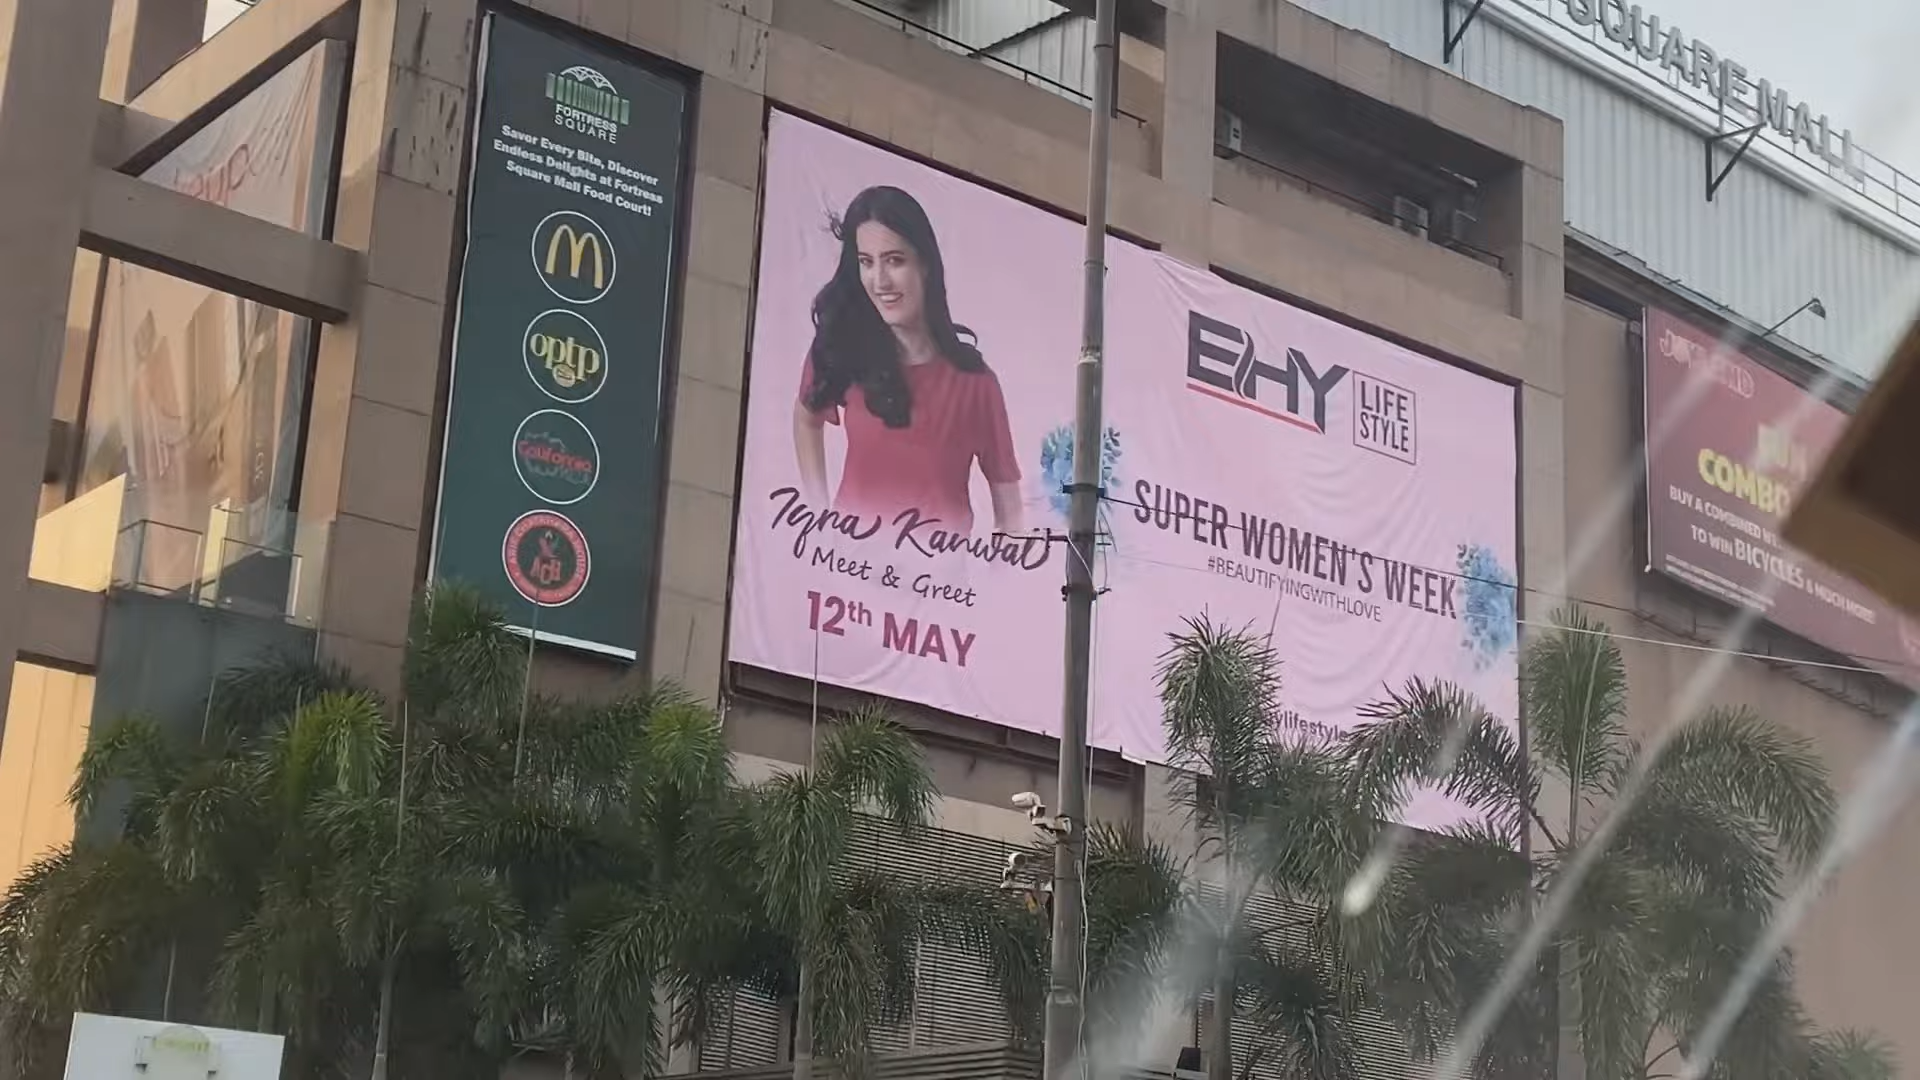 SQUARE MALL
FORTRESS
SQUARE
Savor Every Bite, Discover
Endless Delights at Fortress
Square Mall Food Court!
optp
California
Iqra Kanwal
Meet & Greet
12th MAY
EHY
LIFE
STYLE
SUPER WOMEN'S WEEK
#BEAUTIFYINGWITHLOVE
ylifestyle
COMBO
BUY A COMBINED
TO WIN BICYCLES & MUCH MORE!